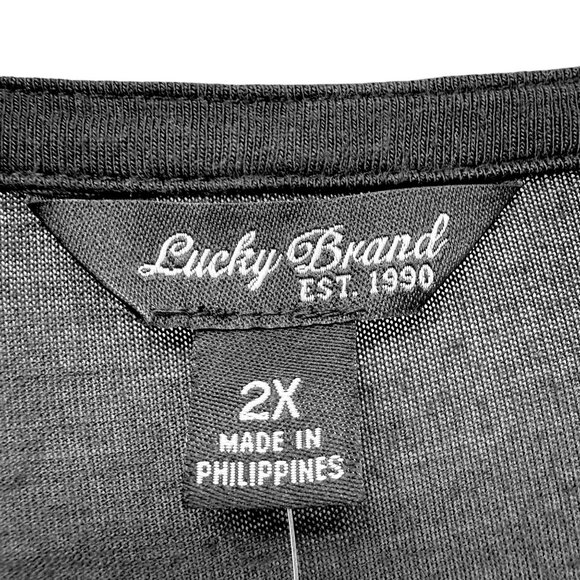 Lucky Brand
EST. 1990
2X
MADE IN
PHILIPPINES